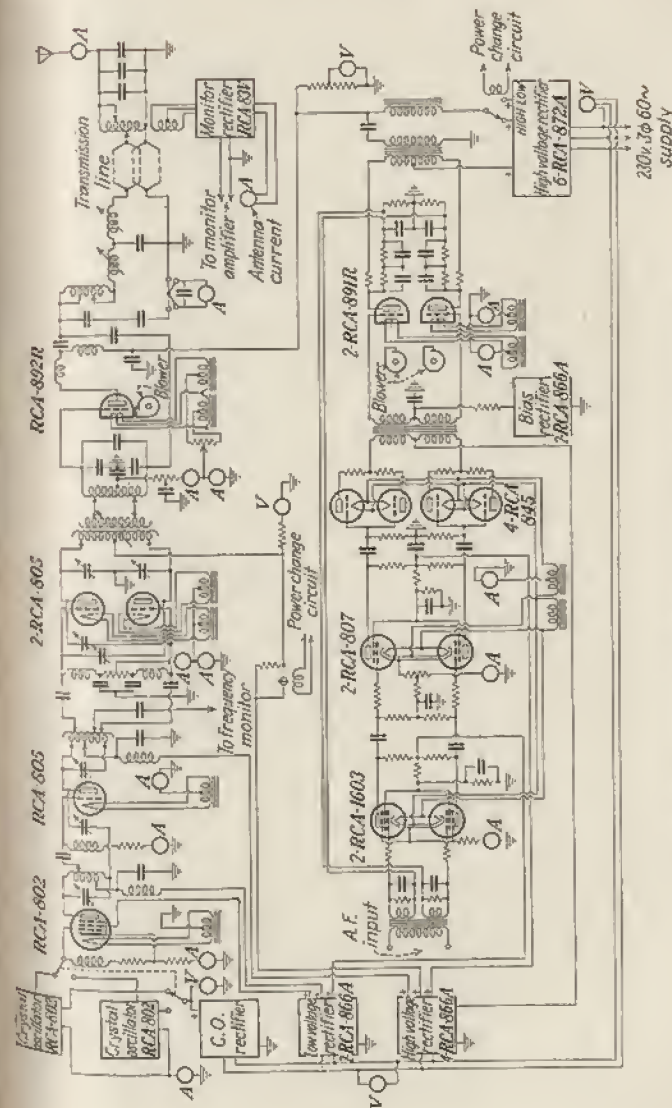 A
Transmission
line
Monitor
rectifier
RCA-83V
To monitor
amplifier
A
Antenna
current
V
A
RCA-892R
Blower
A
A
2-RCA-805
A
A
V
Power change
circuit
To frequency
monitor
RCA-805
A
A
RCA-802
A
V
Crystal
oscillator
RCA-802
Crystal
oscillator
RCA-802
A
V
C.O.
rectifier
Low voltage
rectifier
2-RCA-866A
High voltage
rectifier
4-RCA-866A
V
A.F.
input
2-RCA-1603
A
2-RCA-807
A
A
4-RCA
845
2-RCA-891R
Blowers
A
A
Bias
rectifier
2-RCA-866A
Power
change
circuit
HIGH LOW
High voltage rectifier
6-RCA-872A
V
230v. 3φ 60~
supply